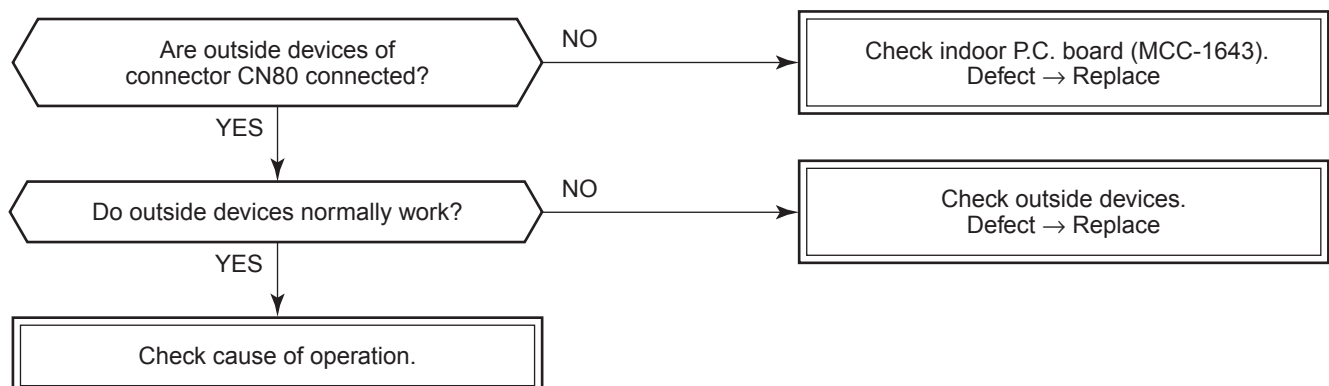 Are outside devices of
connector CN80 connected?
NO
Check indoor P.C. board (MCC-1643).
Defect → Replace
YES
Do outside devices normally work?
NO
Check outside devices.
Defect → Replace
YES
Check cause of operation.